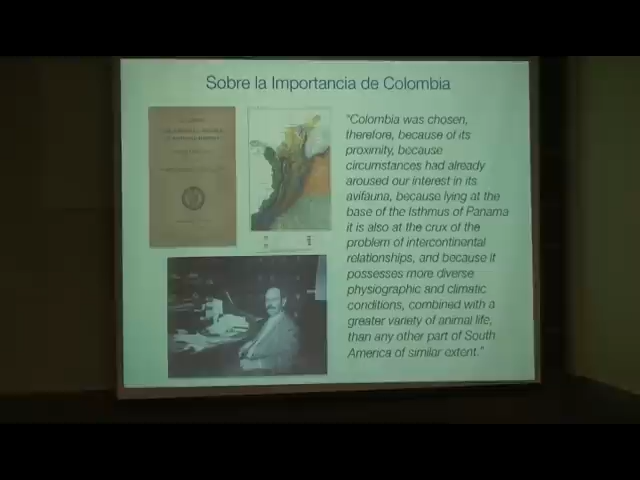 Sobre la Importancia de Colombia
"Colombia was chosen,
therefore, because of its
proximity, because
circumstances had already
aroused our interest in its
avifauna, because lying at the
base of the Isthmus of Panama
it is also at the crux of the
problem of intercontinental
relationships, and because it
possesses more diverse
physiographic and climatic
conditions, combined with a
greater variety of animal life,
than any other part of South
America of similar extent."